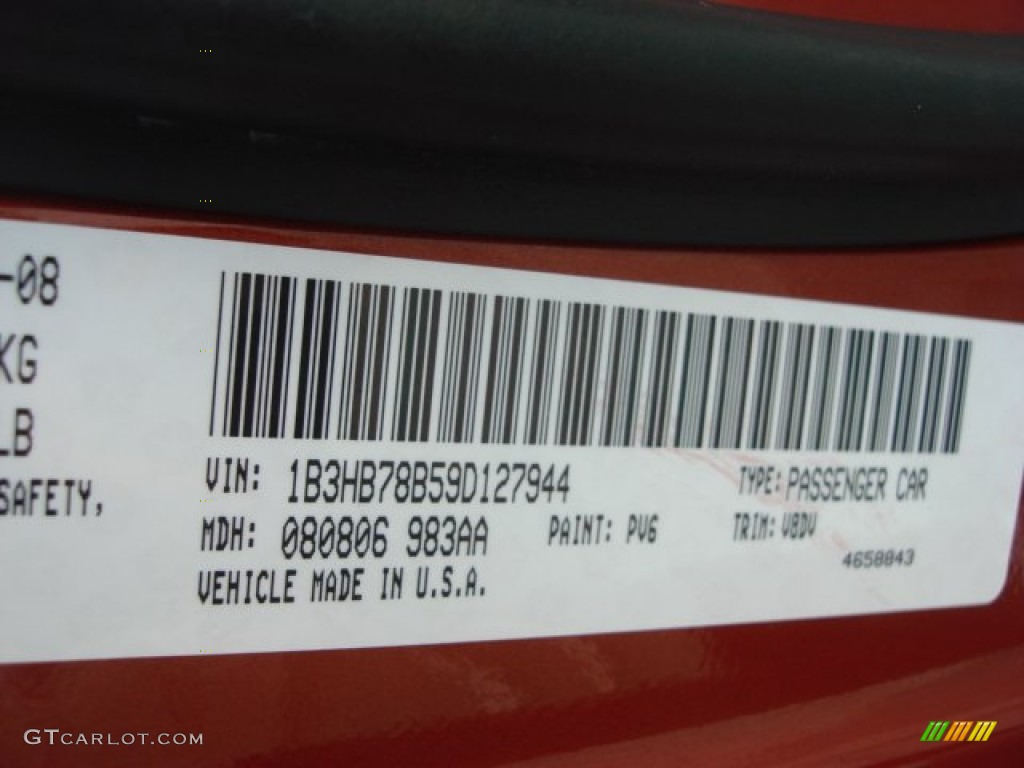 -08
KG
LB
SAFETY,
VIN: 1B3HB78B59D127944 TYPE: PASSENGER CAR
MDH: 080806 983AA PAINT: PV6 TRIM: V8DV
4658843
VEHICLE MADE IN U.S.A.
GTCARLOT.COM